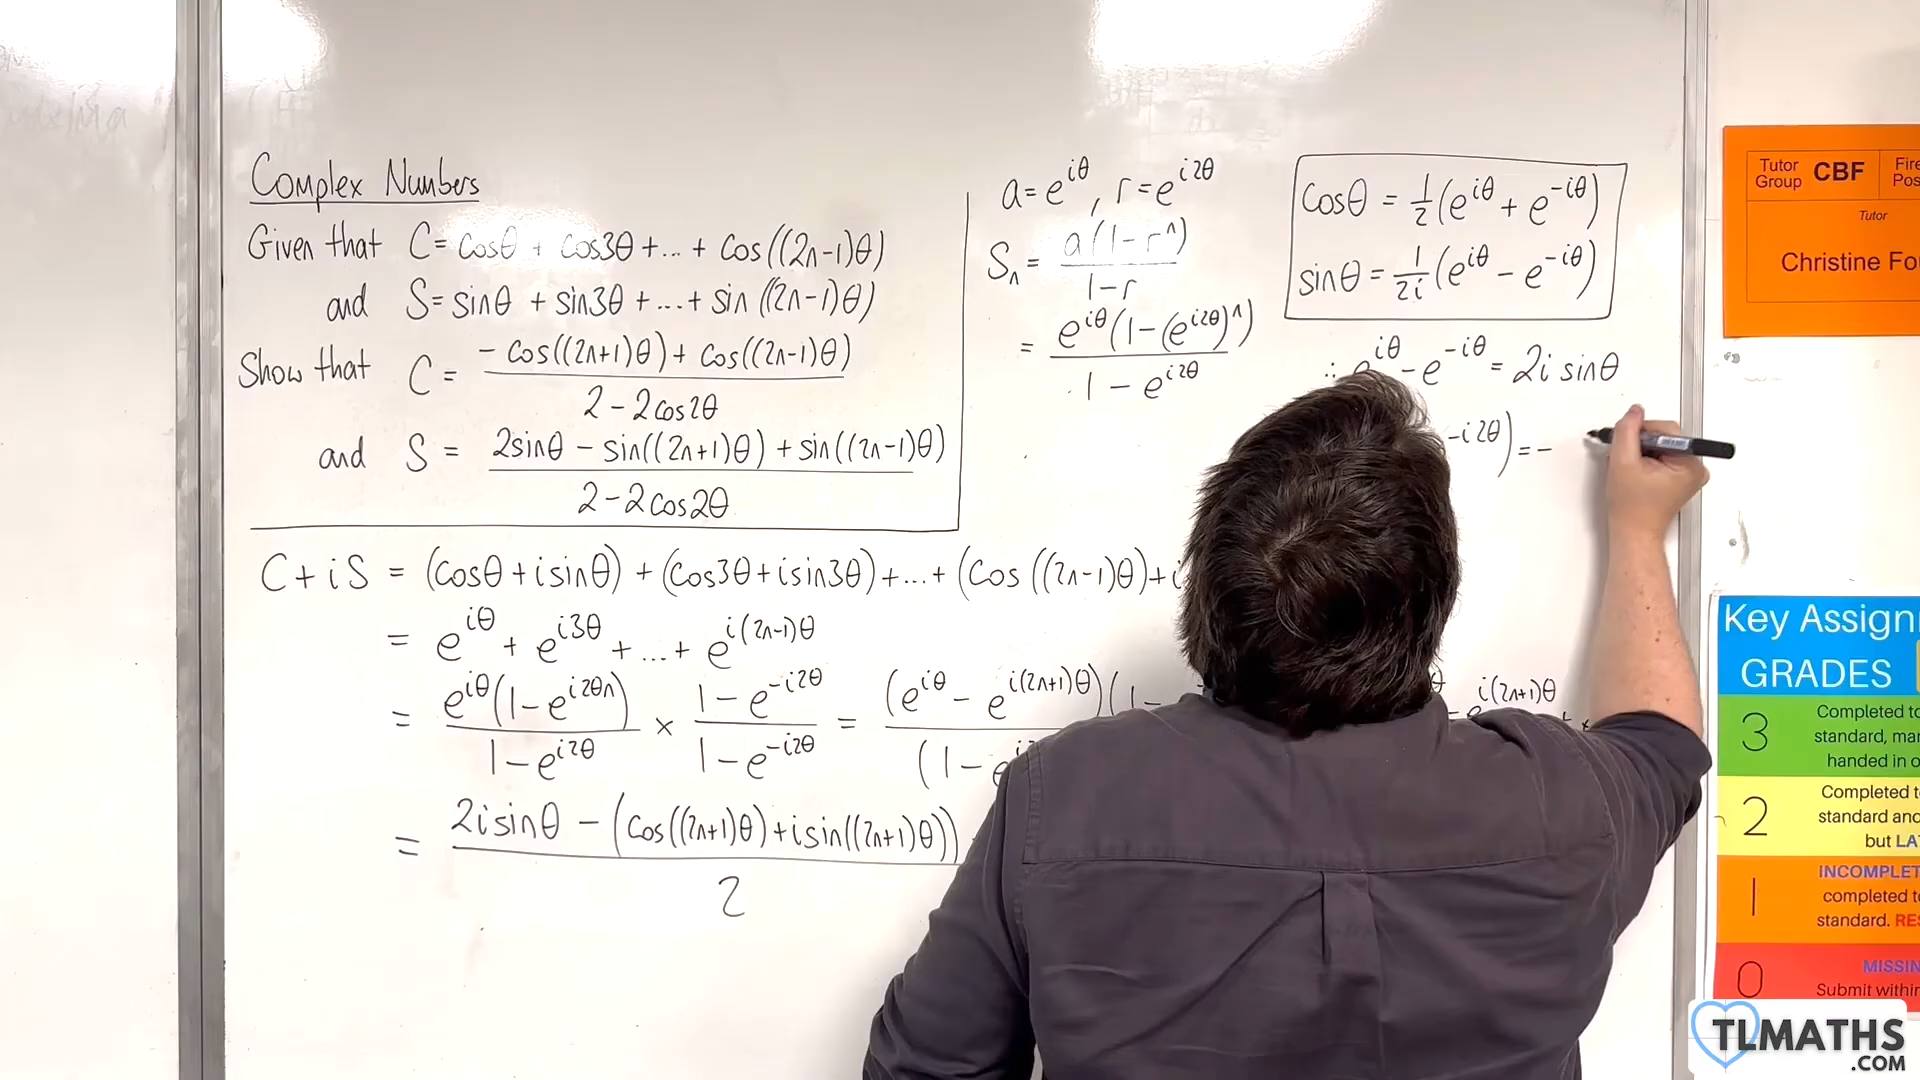 Complex Numbers
Given that C = cosθ + cos3θ + ... + cos((2n-1)θ)
and S = sinθ + sin3θ + ... + sin((2n-1)θ)
Show that C = (-cos((2n+1)θ) + cos((2n-1)θ)) / (2 - 2cos2θ)
and S = (2sinθ - sin((2n+1)θ) + sin((2n-1)θ)) / (2 - 2cos2θ)
a = e^{iθ}, r = e^{i2θ}
Sₙ = a(1 - r^n) / (1 - r)
= e^{iθ}(1 - (e^{i2θ})^n) / (1 - e^{i2θ})
cosθ = 1/2 (e^{iθ} + e^{-iθ})
sinθ = 1/2i (e^{iθ} - e^{-iθ})
∴ e^{iθ} - e^{-iθ} = 2i sinθ
-i2θ) = -
C + iS = (cosθ + isinθ) + (cos3θ + isin3θ) + ... + (cos((2n-1)θ) + i
= e^{iθ} + e^{i3θ} + ... + e^{i(2n-1)θ}
= e^{iθ}(1 - e^{i2θn}) / (1 - e^{i2θ}) × (1 - e^{-i2θ}) / (1 - e^{-i2θ}) = (e^{iθ} - e^{i(2n+1)θ})(1 - / (1 - e - e^{i(2n+1)θ}
= 2isinθ - (cos((2n+1)θ) + isin((2n+1)θ)) / 2
Tutor Group CBF
Tutor
Christine
Key
GRADES
3
Completed
standard,
handed in
2
Completed
standard and
but
1
INCOMPLET
completed
standard.
0
MISSIN
Submit within
TLMATHS
.COM